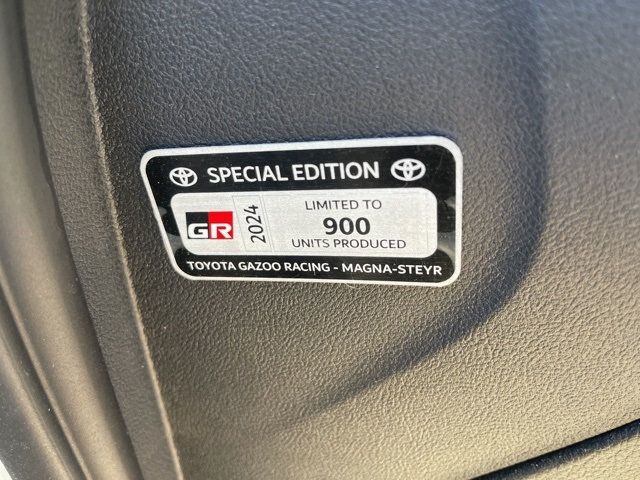 SPECIAL EDITION
GR
2024
LIMITED TO
900
UNITS PRODUCED
TOYOTA GAZOO RACING - MAGNA-STEYR